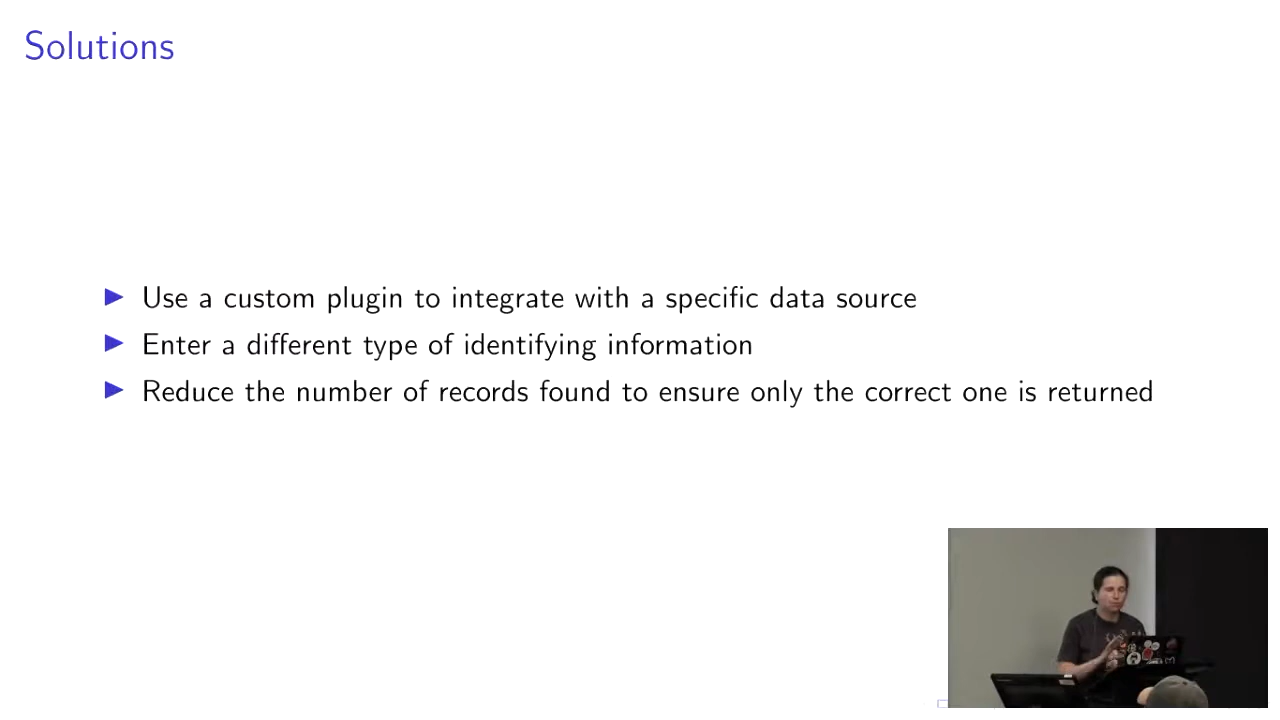 Solutions
Use a custom plugin to integrate with a specific data source
Enter a different type of identifying information
Reduce the number of records found to ensure only the correct one is returned